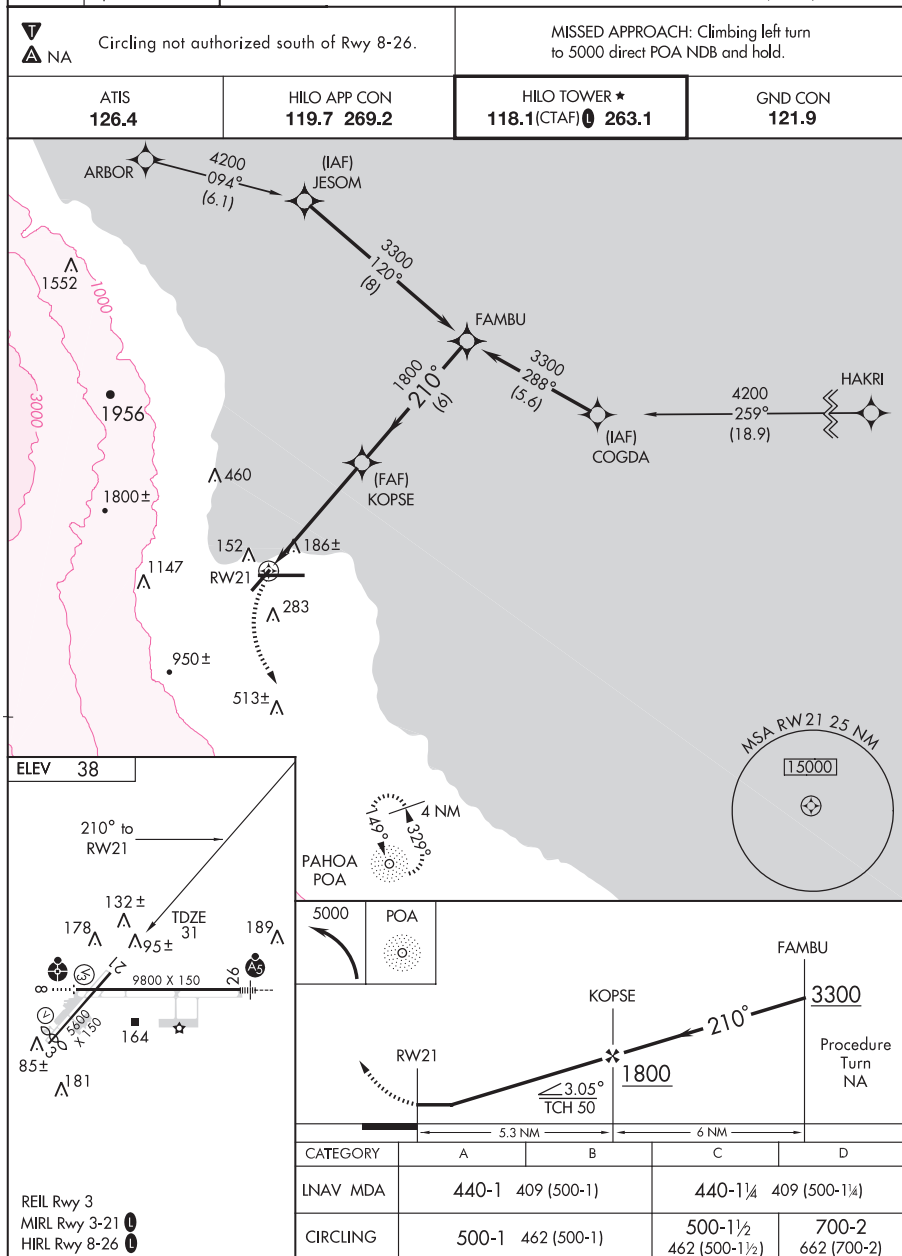 T
A NA
Circling not authorized south of Rwy 8-26.
MISSED APPROACH: Climbing left turn
to 5000 direct POA NDB and hold.
ATIS
126.4
HILO APP CON
119.7 269.2
HILO TOWER ★
118.1(CTAF) L 263.1
GND CON
121.9
ARBOR
4200
094°
(6.1)
(IAF)
JESOM
3300
120°
(8)
FAMBU
3300
288°
(5.6)
(IAF)
COGDA
4200
259°
(18.9)
HAKRI
1800
210°
(6)
(FAF)
KOPSE
1552
1000
3000
1956
1800±
460
152
186±
RW21
1147
283
950±
513±
MSA RW21 25 NM
15000
4 NM
149°
329°
PAHOA
POA
ELEV 38
210° to
RW21
132±
TDZE
31
178
95±
189
21
V3
A5
26
8
9800 X 150
V
5600
X 150
3
164
85±
181
REIL Rwy 3
MIRL Rwy 3-21 L
HIRL Rwy 8-26 L
5000
POA
FAMBU
KOPSE
3300
210°
RW21
1800
3.05°
TCH 50
Procedure
Turn
NA
5.3 NM
6 NM
CATEGORY A B C D
LNAV MDA 440-1 409 (500-1) 440-1¼ 409 (500-1¼)
CIRCLING 500-1 462 (500-1) 500-1½ 462 (500-1½) 700-2 662 (700-2)